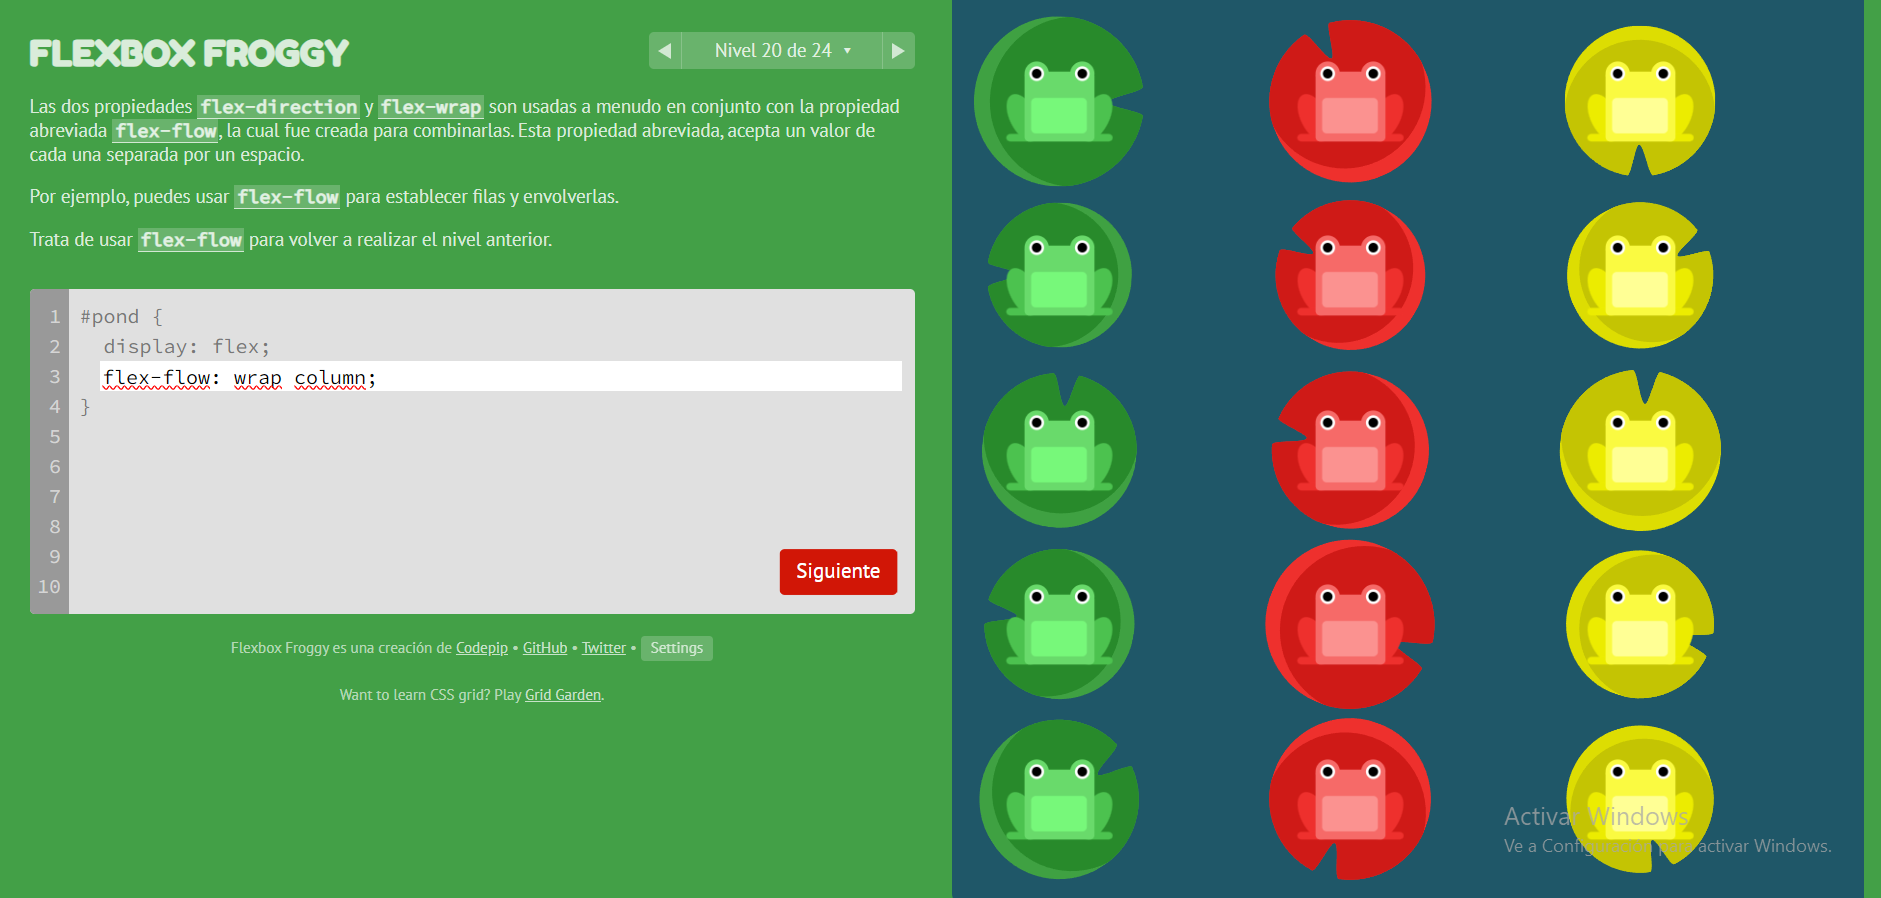 FLEXBOX FROGGY
Nivel 20 de 24
Las dos propiedades flex-direction y flex-wrap son usadas a menudo en conjunto con la propiedad
abreviada flex-flow, la cual fue creada para combinarlas. Esta propiedad abreviada, acepta un valor de
cada una separada por un espacio.
Por ejemplo, puedes usar flex-flow para establecer filas y envolverlas.
Trata de usar flex-flow para volver a realizar el nivel anterior.
1 #pond {
2 display: flex;
3 flex-flow: wrap column;
4 }
5
6
7
8
9
10
Siguiente
Flexbox Froggy es una creación de Codepip • GitHub • Twitter • Settings
Want to learn CSS grid? Play Grid Garden.
Activar Windows
Ve a Configuración para activar Windows.